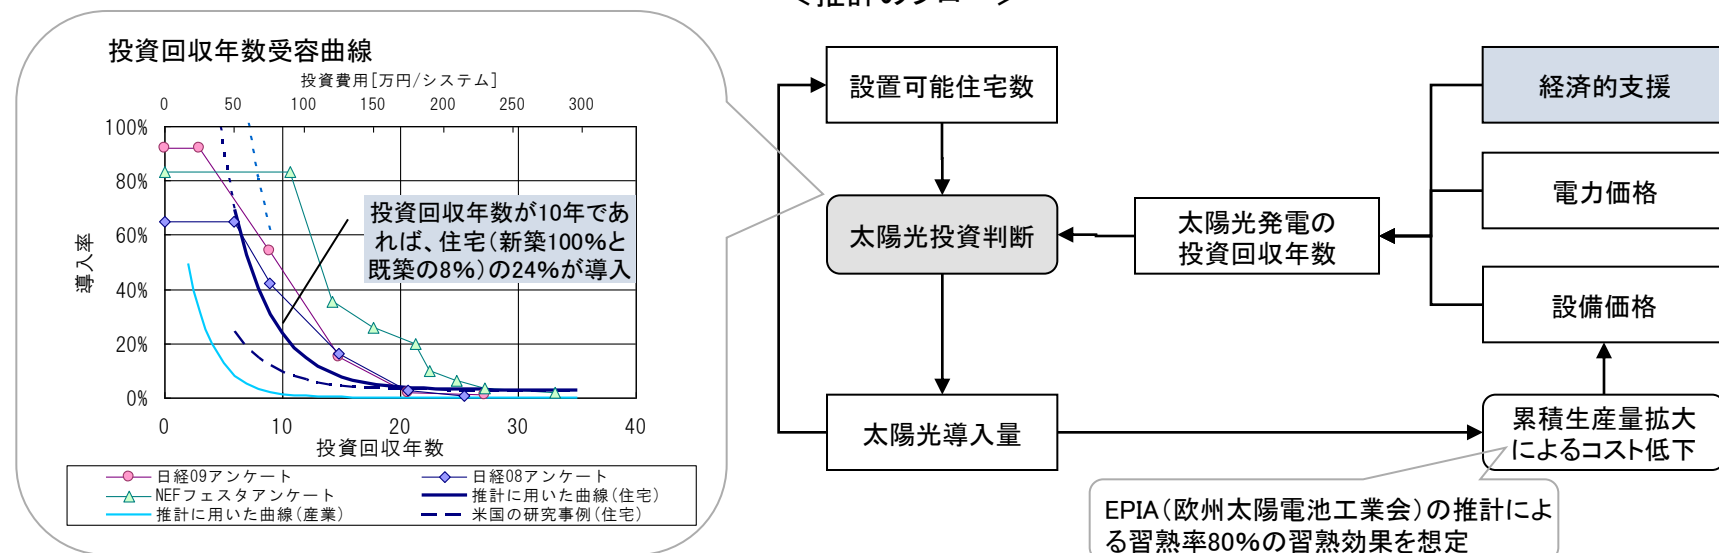 ＜推計のフロー＞
投資回収年数受容曲線
投資費用[万円/システム]
0 50 100 150 200 250 300
100%
80%
60%
40%
20%
0%
導入率
0 10 20 30 40
投資回収年数
投資回収年数が10年であ
れば、住宅（新築100%と
既築の8%）の24%が導入
日経09アンケート
日経08アンケート
NEFフェスタアンケート
推計に用いた曲線（住宅）
推計に用いた曲線（産業）
米国の研究事例（住宅）
設置可能住宅数
太陽光投資判断
太陽光導入量
太陽光発電の
投資回収年数
経済的支援
電力価格
設備価格
累積生産量拡大
によるコスト低下
EPIA（欧州太陽電池工業会）の推計によ
る習熟率80%の習熟効果を想定